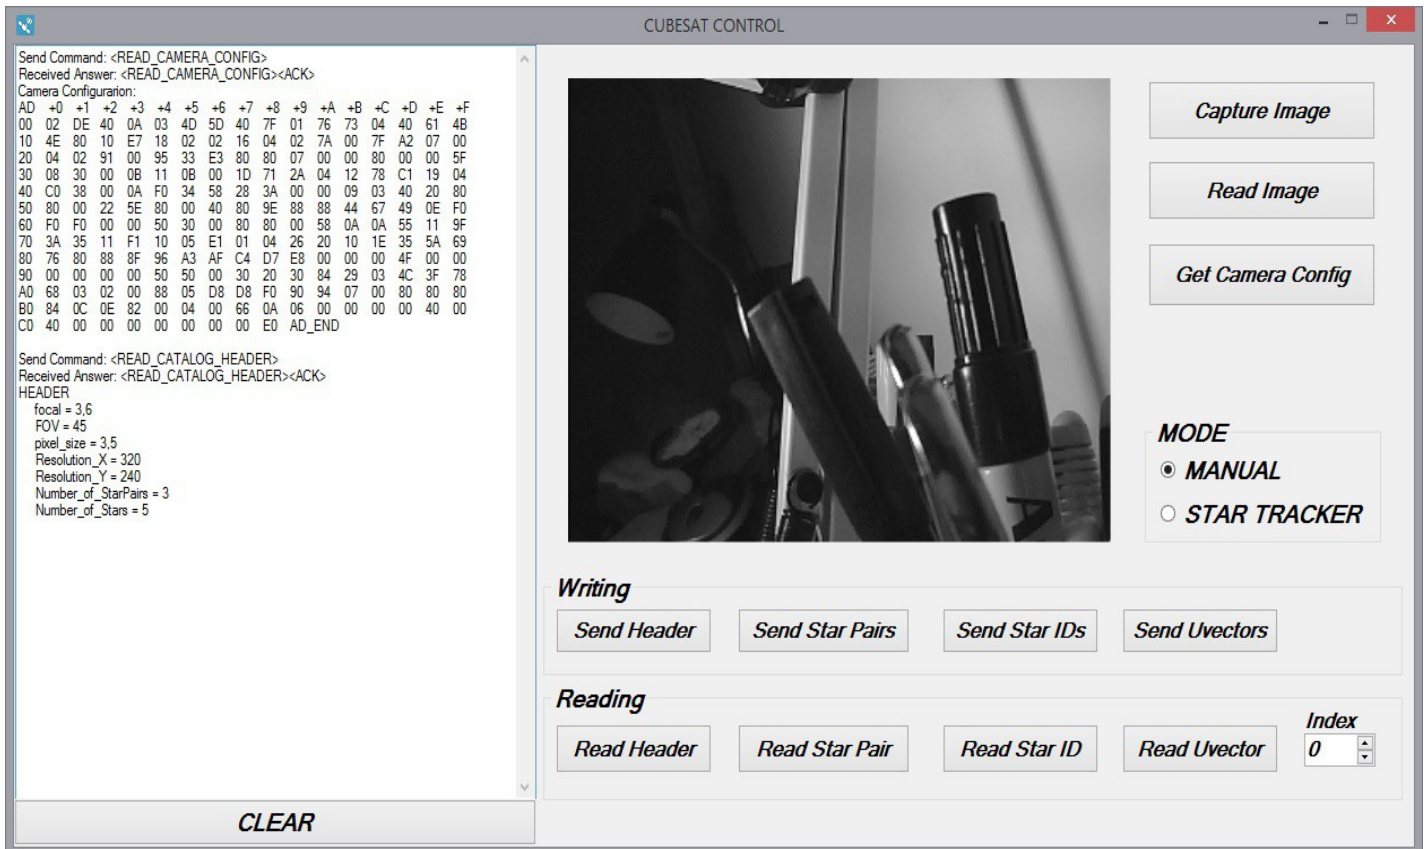 CUBESAT CONTROL
Send Command: <READ_CAMERA_CONFIG>
Received Answer: <READ_CAMERA_CONFIG><ACK>
Camera Configurarion:
AD +0 +1 +2 +3 +4 +5 +6 +7 +8 +9 +A +B +C +D +E +F
00 02 DE 40 0A 03 4D 5D 40 7F 01 76 73 04 40 61 4B
10 4E 80 10 E7 18 02 02 16 04 02 7A 00 7F A2 07 00
20 04 02 91 00 95 33 E3 80 80 07 00 00 80 00 00 5F
30 08 30 00 0B 11 0B 00 1D 71 2A 04 12 78 C1 19 04
40 C0 38 00 0A F0 34 58 28 3A 00 00 09 03 40 20 80
50 80 00 22 5E 80 00 40 80 9E 88 88 44 67 49 0E F0
60 F0 F0 00 00 50 30 00 80 80 00 58 0A 0A 55 11 9F
70 3A 35 11 F1 10 05 E1 01 04 26 20 10 1E 35 5A 69
80 76 80 88 8F 96 A3 AF C4 D7 E8 00 00 00 4F 00 00
90 00 00 00 00 50 50 00 30 20 30 84 29 03 4C 3F 78
A0 68 03 02 00 88 05 D8 D8 F0 90 94 07 00 80 80 80
B0 84 0C 0E 82 00 04 00 66 0A 06 00 00 00 00 40 00
C0 40 00 00 00 00 00 00 00 E0 AD_END
Send Command: <READ_CATALOG_HEADER>
Received Answer: <READ_CATALOG_HEADER><ACK>
HEADER
focal = 3,6
FOV = 45
pixel_size = 3,5
Resolution_X = 320
Resolution_Y = 240
Number_of_StarPairs = 3
Number_of_Stars = 5
CLEAR
A
Capture Image
Read Image
Get Camera Config
MODE
MANUAL
STAR TRACKER
Writing
Send Header Send Star Pairs Send Star IDs Send Uvectors
Reading
Index
Read Header Read Star Pair Read Star ID Read Uvector 0